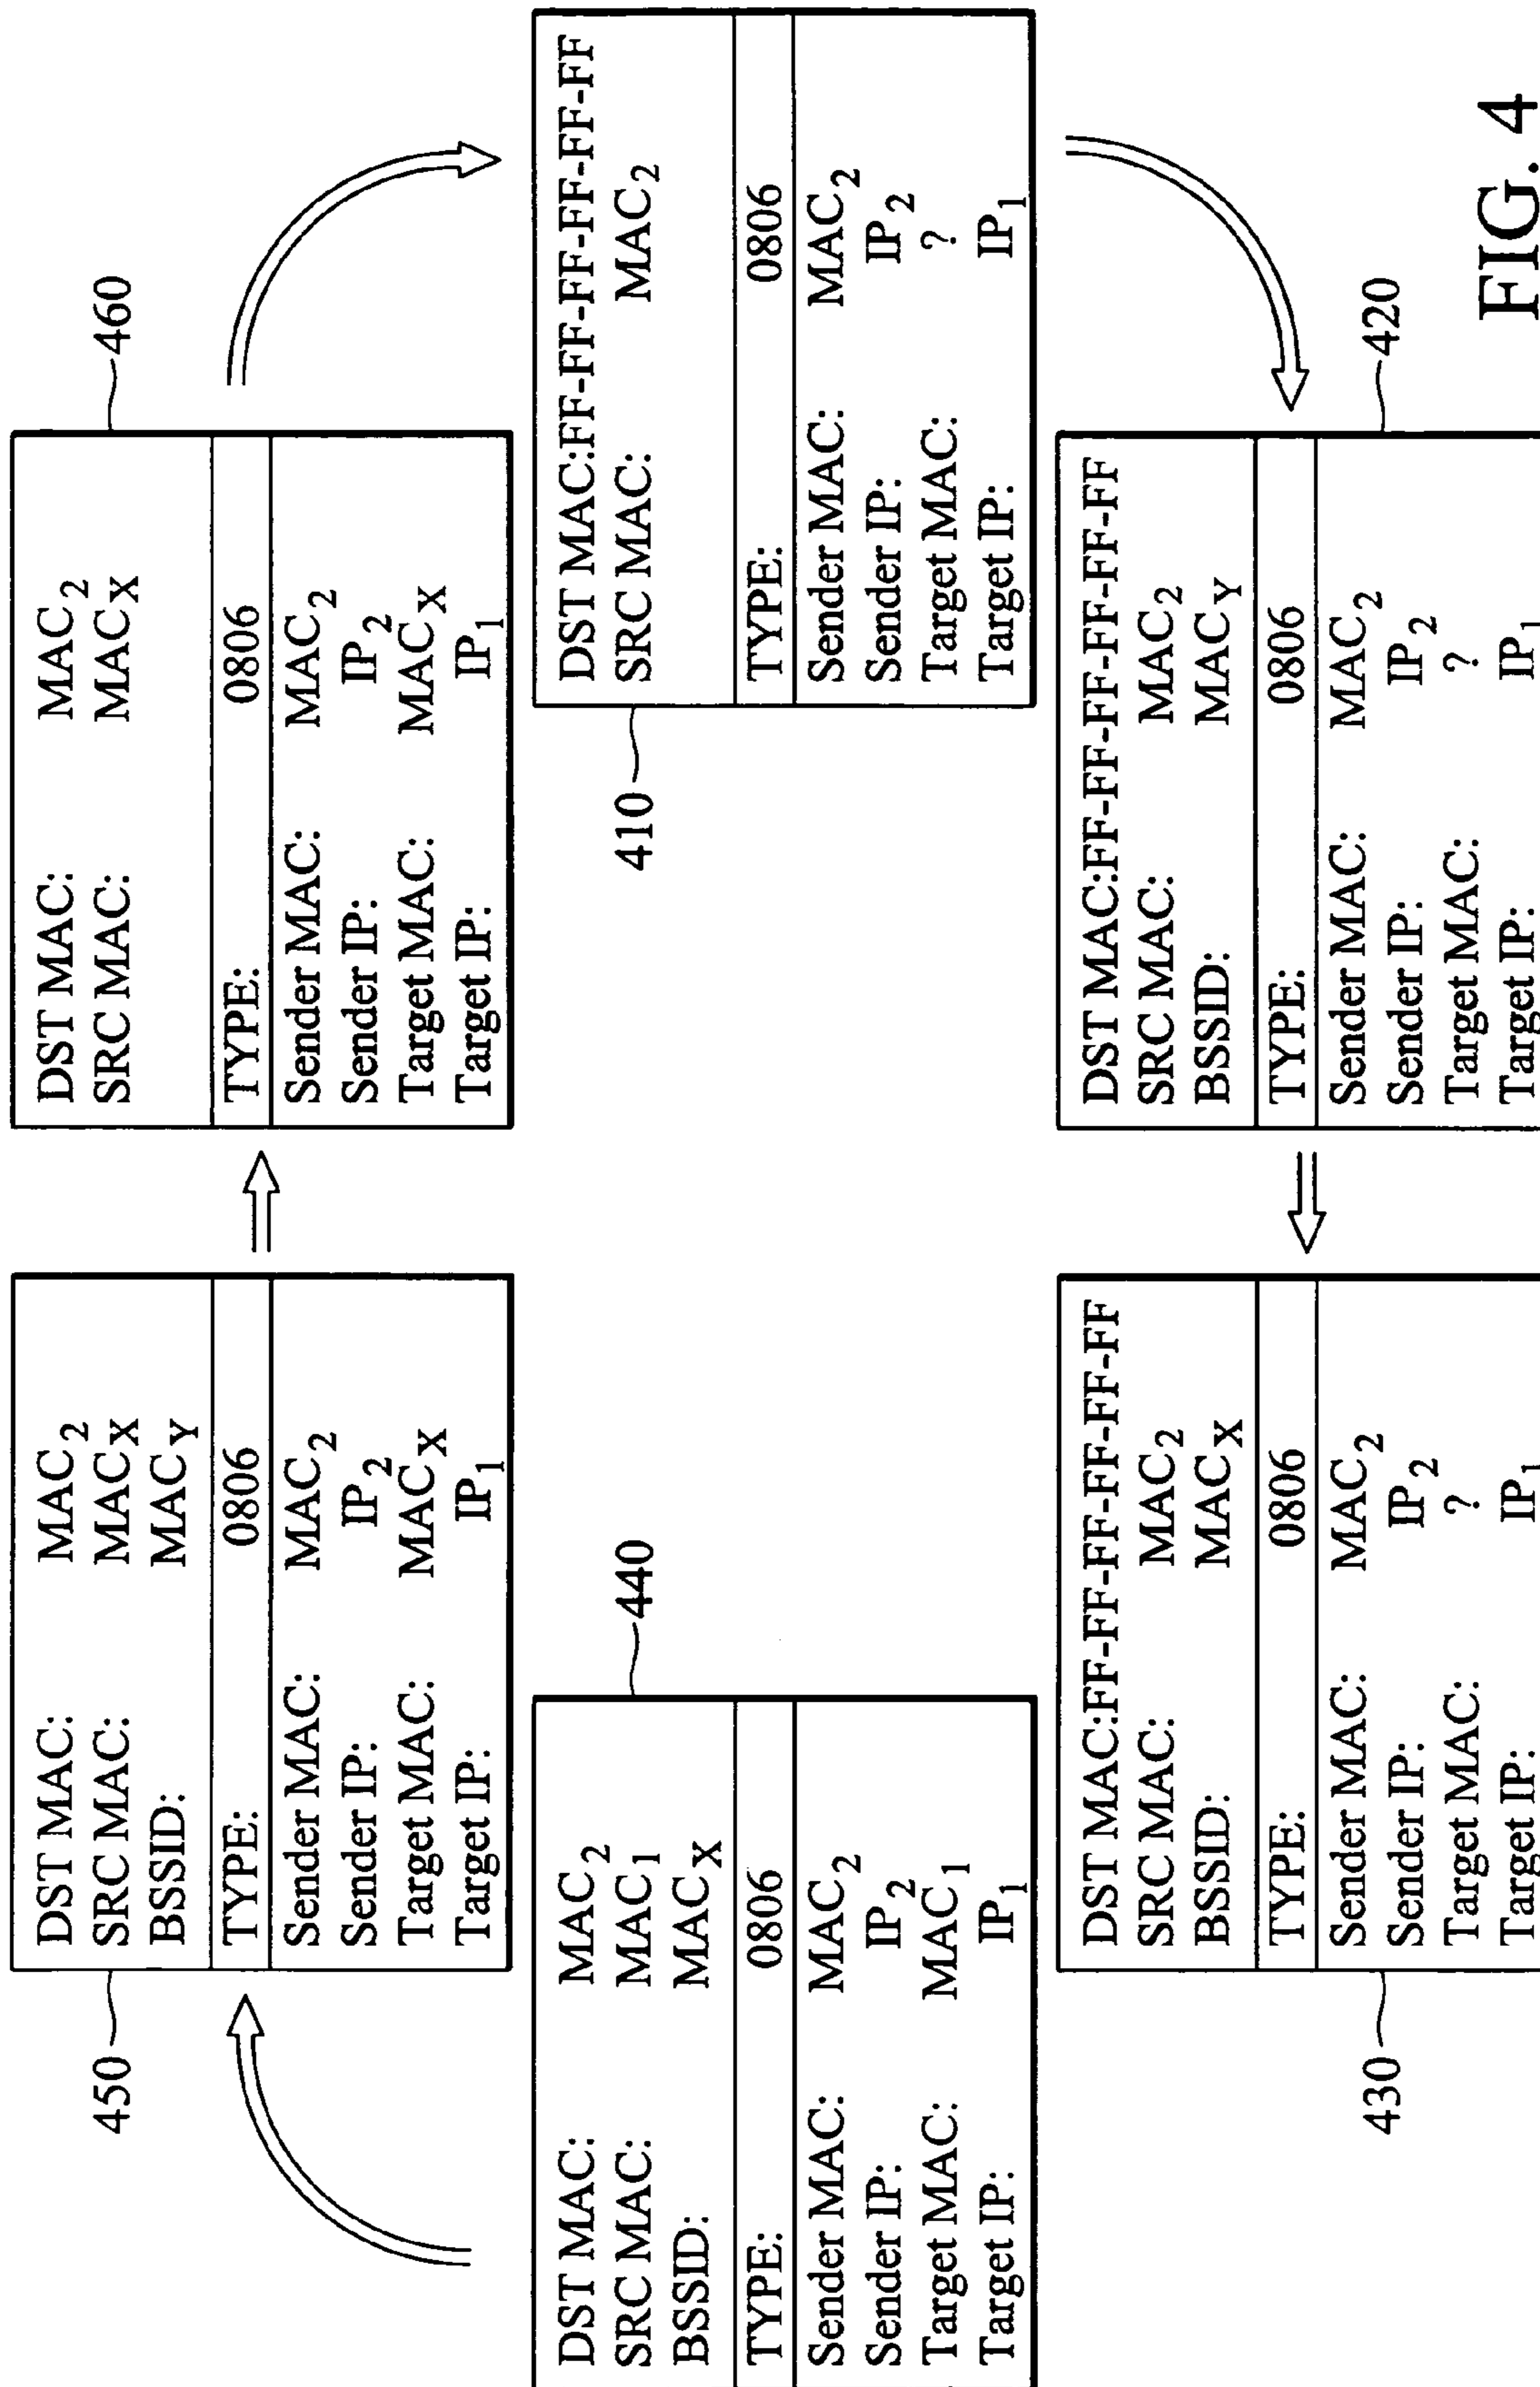 450
DST MAC: MAC2
SRC MAC: MACX
BSSID: MACY
TYPE: 0806
Sender MAC: MAC2
Sender IP: IP2
Target MAC: MACX
Target IP: IP1
460
DST MAC: MAC2
SRC MAC: MACX
TYPE: 0806
Sender MAC: MAC2
Sender IP: IP2
Target MAC: MACX
Target IP: IP1
440
DST MAC: MAC2
SRC MAC: MAC1
BSSID: MACX
TYPE: 0806
Sender MAC: MAC2
Sender IP: IP2
Target MAC: MAC1
Target IP: IP1
410
DST MAC:FF-FF-FF-FF-FF-FF
SRC MAC: MAC2
TYPE: 0806
Sender MAC: MAC2
Sender IP: IP2
Target MAC: ?
Target IP: IP1
430
DST MAC:FF-FF-FF-FF-FF-FF
SRC MAC: MAC2
BSSID: MACX
TYPE: 0806
Sender MAC: MAC2
Sender IP: IP2
Target MAC: ?
Target IP: IP1
420
DST MAC:FF-FF-FF-FF-FF-FF
SRC MAC: MAC2
BSSID: MACY
TYPE: 0806
Sender MAC: MAC2
Sender IP: IP2
Target MAC: ?
Target IP: IP1
FIG. 4